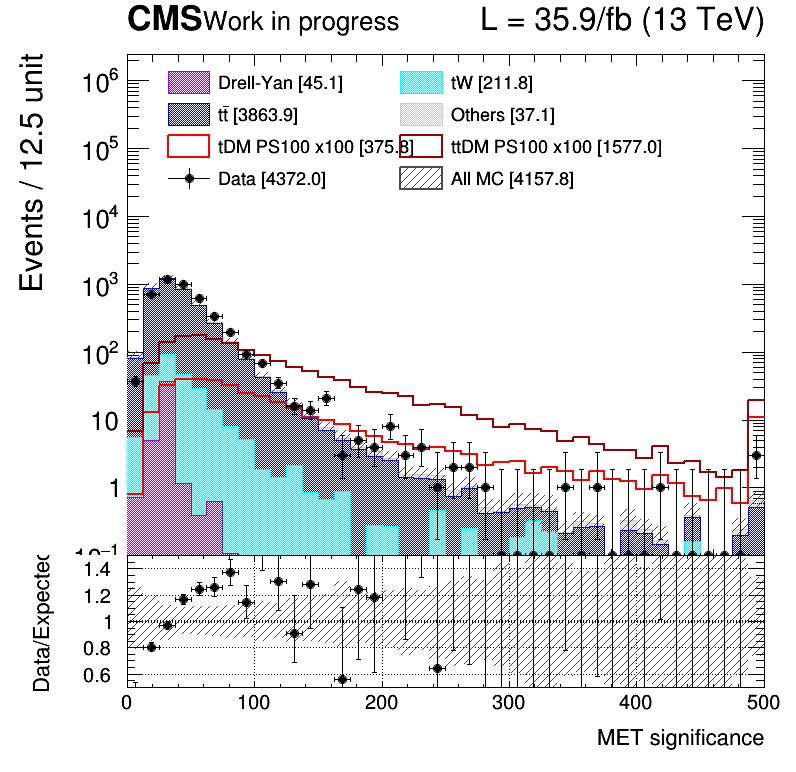 CMS Work in progress L = 35.9/fb (13 TeV)
Events / 12.5 unit
10⁶
10⁵
10⁴
10³
10²
10
1
10⁻¹
Drell-Yan [45.1] tW [211.8]
tt̄ [3863.9] Others [37.1]
tDM PS100 x100 [375.8] ttDM PS100 x100 [1577.0]
Data [4372.0] All MC [4157.8]
Data/Expected
1.4
1.2
1
0.8
0.6
0 100 200 300 400 500
MET significance